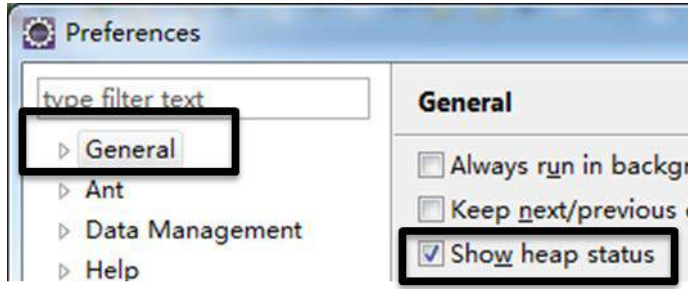 Preferences
type filter text
General
Ant
Data Management
Help
General
Always run in backgr
Keep next/previous
Show heap status